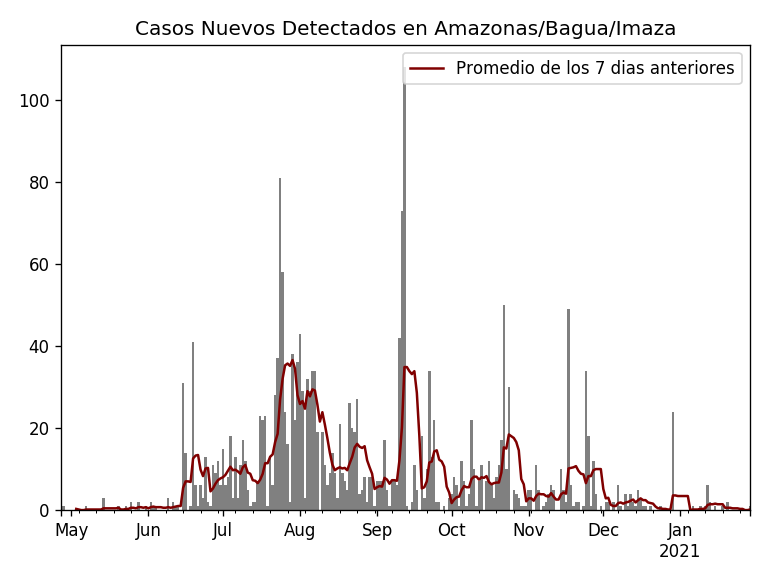 Casos Nuevos Detectados en Amazonas/Bagua/Imaza
Promedio de los 7 dias anteriores
100
80
60
40
20
0
May Jun Jul Aug Sep Oct Nov Dec Jan
2021